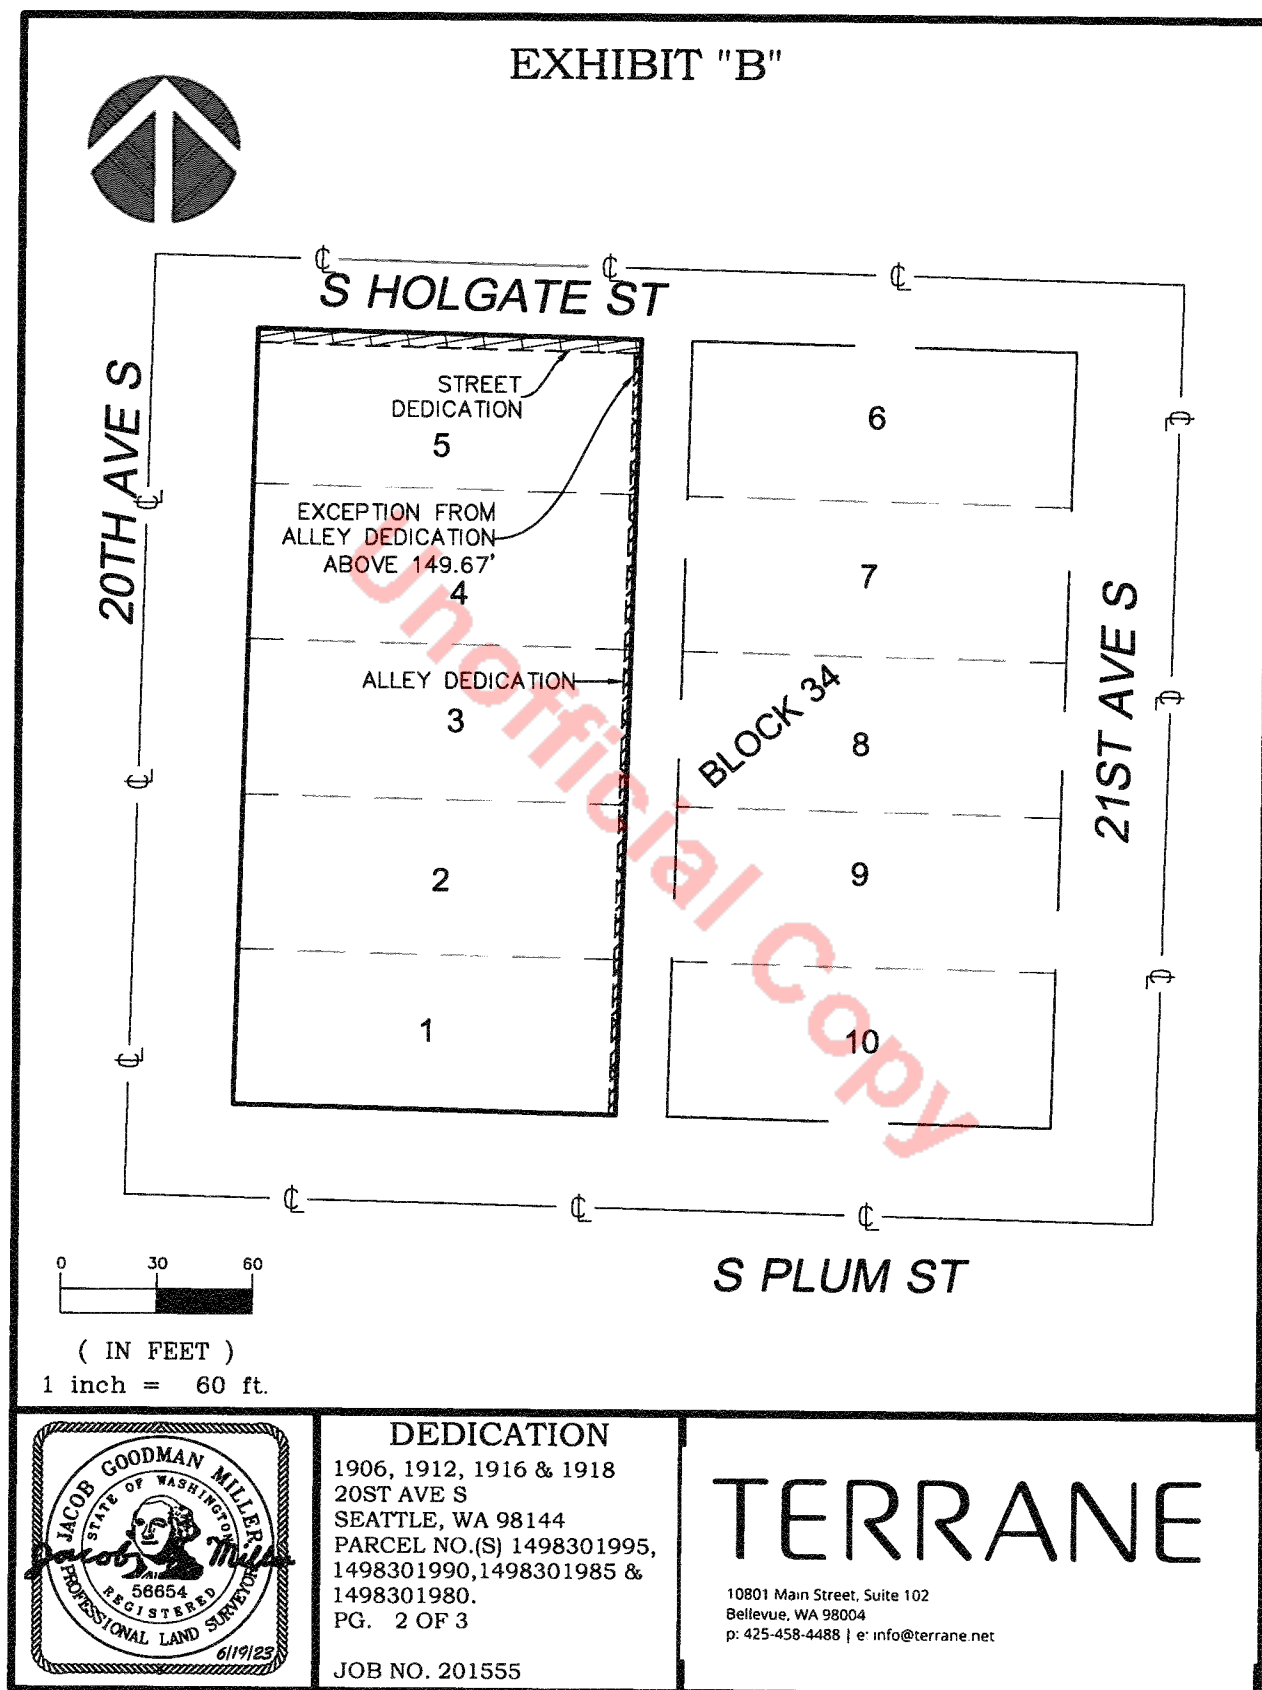 EXHIBIT "B"
S HOLGATE ST
20TH AVE S
21ST AVE S
S PLUM ST
STREET
DEDICATION
5
EXCEPTION FROM
ALLEY DEDICATION
ABOVE 149.67'
4
ALLEY DEDICATION
3
2
1
6
7
BLOCK 34
8
9
10
Unofficial Copy
0 30 60
( IN FEET )
1 inch = 60 ft.
JACOB GOODMAN MILLER
STATE OF WASHINGTON
Jacob G Miller
56654
REGISTERED
PROFESSIONAL LAND SURVEYOR
6/19/23
DEDICATION
1906, 1912, 1916 & 1918
20ST AVE S
SEATTLE, WA 98144
PARCEL NO.(S) 1498301995,
1498301990,1498301985 &
1498301980.
PG. 2 OF 3
JOB NO. 201555
TERRANE
10801 Main Street, Suite 102
Bellevue, WA 98004
p: 425-458-4488 | e: info@terrane.net